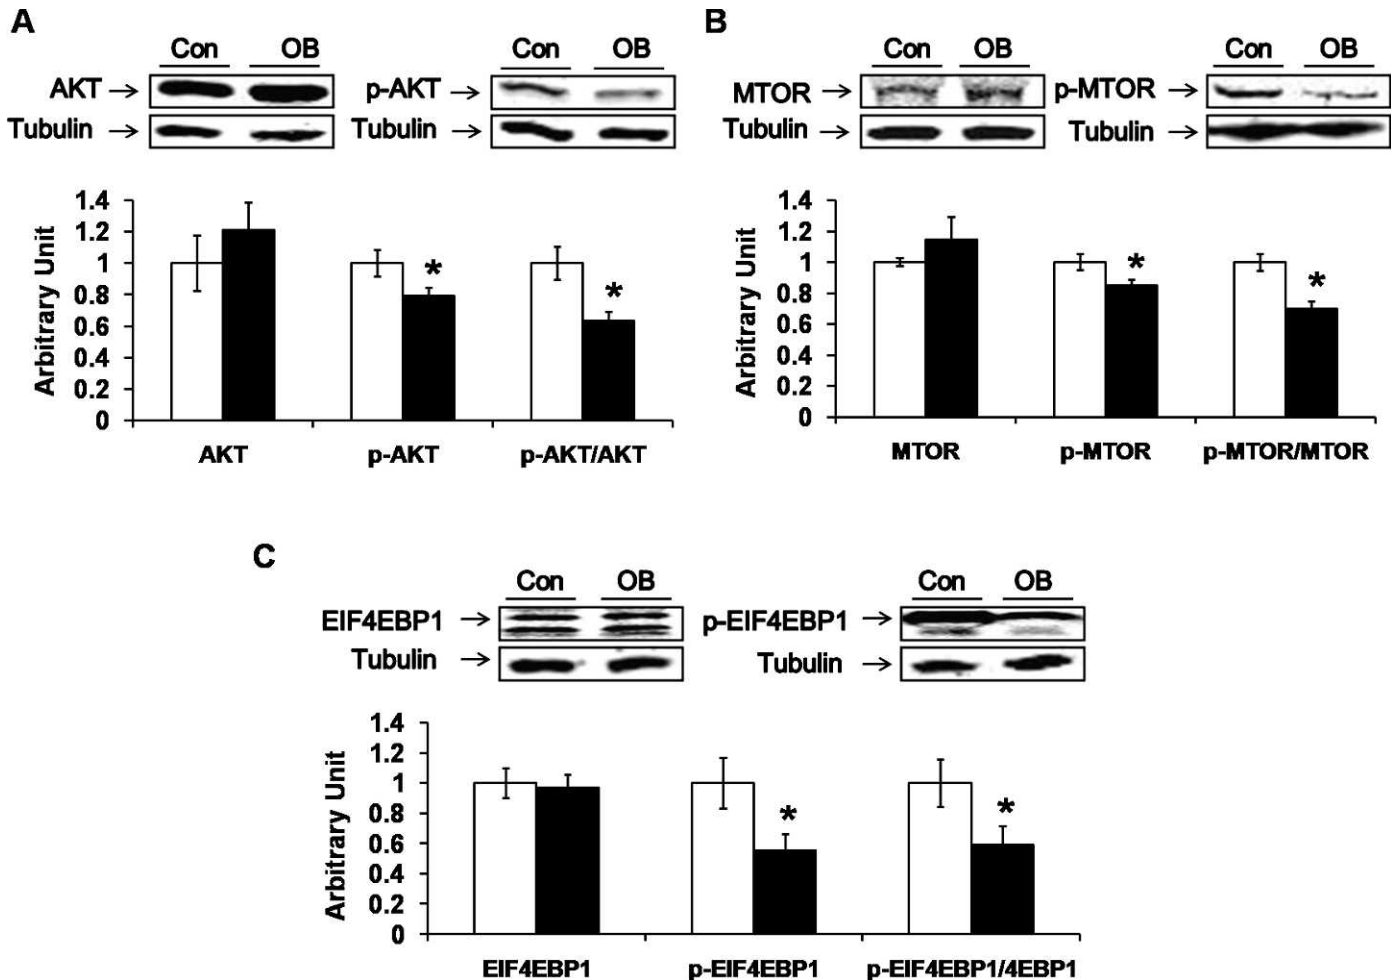 A
Con OB
AKT →
Tubulin →
Con OB
p-AKT →
Tubulin →
Arbitrary Unit
1.4
1.2
1
0.8
0.6
0.4
0.2
0
*
*
AKT p-AKT p-AKT/AKT
B
Con OB
MTOR →
Tubulin →
Con OB
p-MTOR →
Tubulin →
Arbitrary Unit
1.4
1.2
1
0.8
0.6
0.4
0.2
0
*
*
MTOR p-MTOR p-MTOR/MTOR
C
Con OB
EIF4EBP1 →
Tubulin →
Con OB
p-EIF4EBP1 →
Tubulin →
Arbitrary Unit
1.4
1.2
1
0.8
0.6
0.4
0.2
0
*
*
EIF4EBP1 p-EIF4EBP1 p-EIF4EBP1/4EBP1